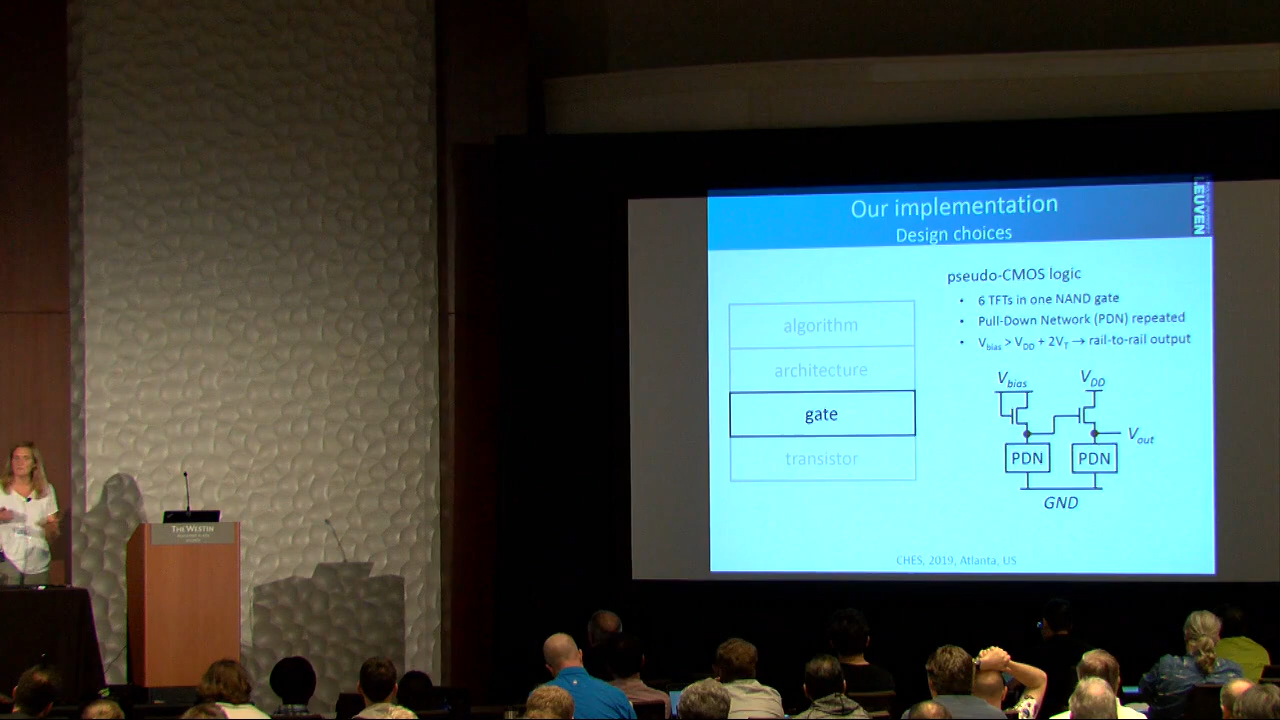 Our implementation
Design choices
LEUVEN
pseudo-CMOS logic
• 6 TFTs in one NAND gate
• Pull-Down Network (PDN) repeated
• Vbias > VDD + 2VT → rail-to-rail output
algorithm
architecture
gate
transistor
Vbias
VDD
Vout
PDN
PDN
GND
CHES, 2019, Atlanta, US
THE WESTIN